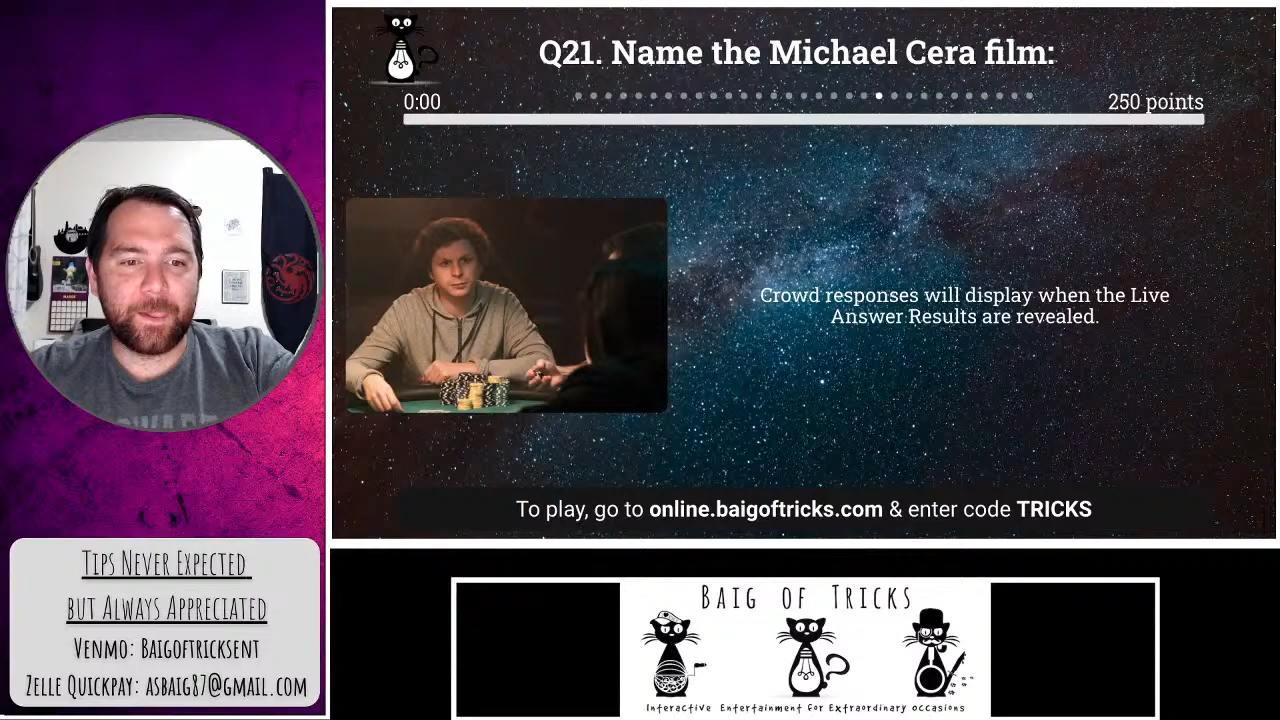 Q21. Name the Michael Cera film:
0:00
250 points
Crowd responses will display when the Live
Answer Results are revealed.
To play, go to online.baigoftricks.com & enter code TRICKS
Tips Never Expected
but Always Appreciated
Venmo: Baigoftricksent
Zelle Quickpay: asbaig87@gmail.com
Baig of Tricks
Interactive Entertainment for Extraordinary Occasions